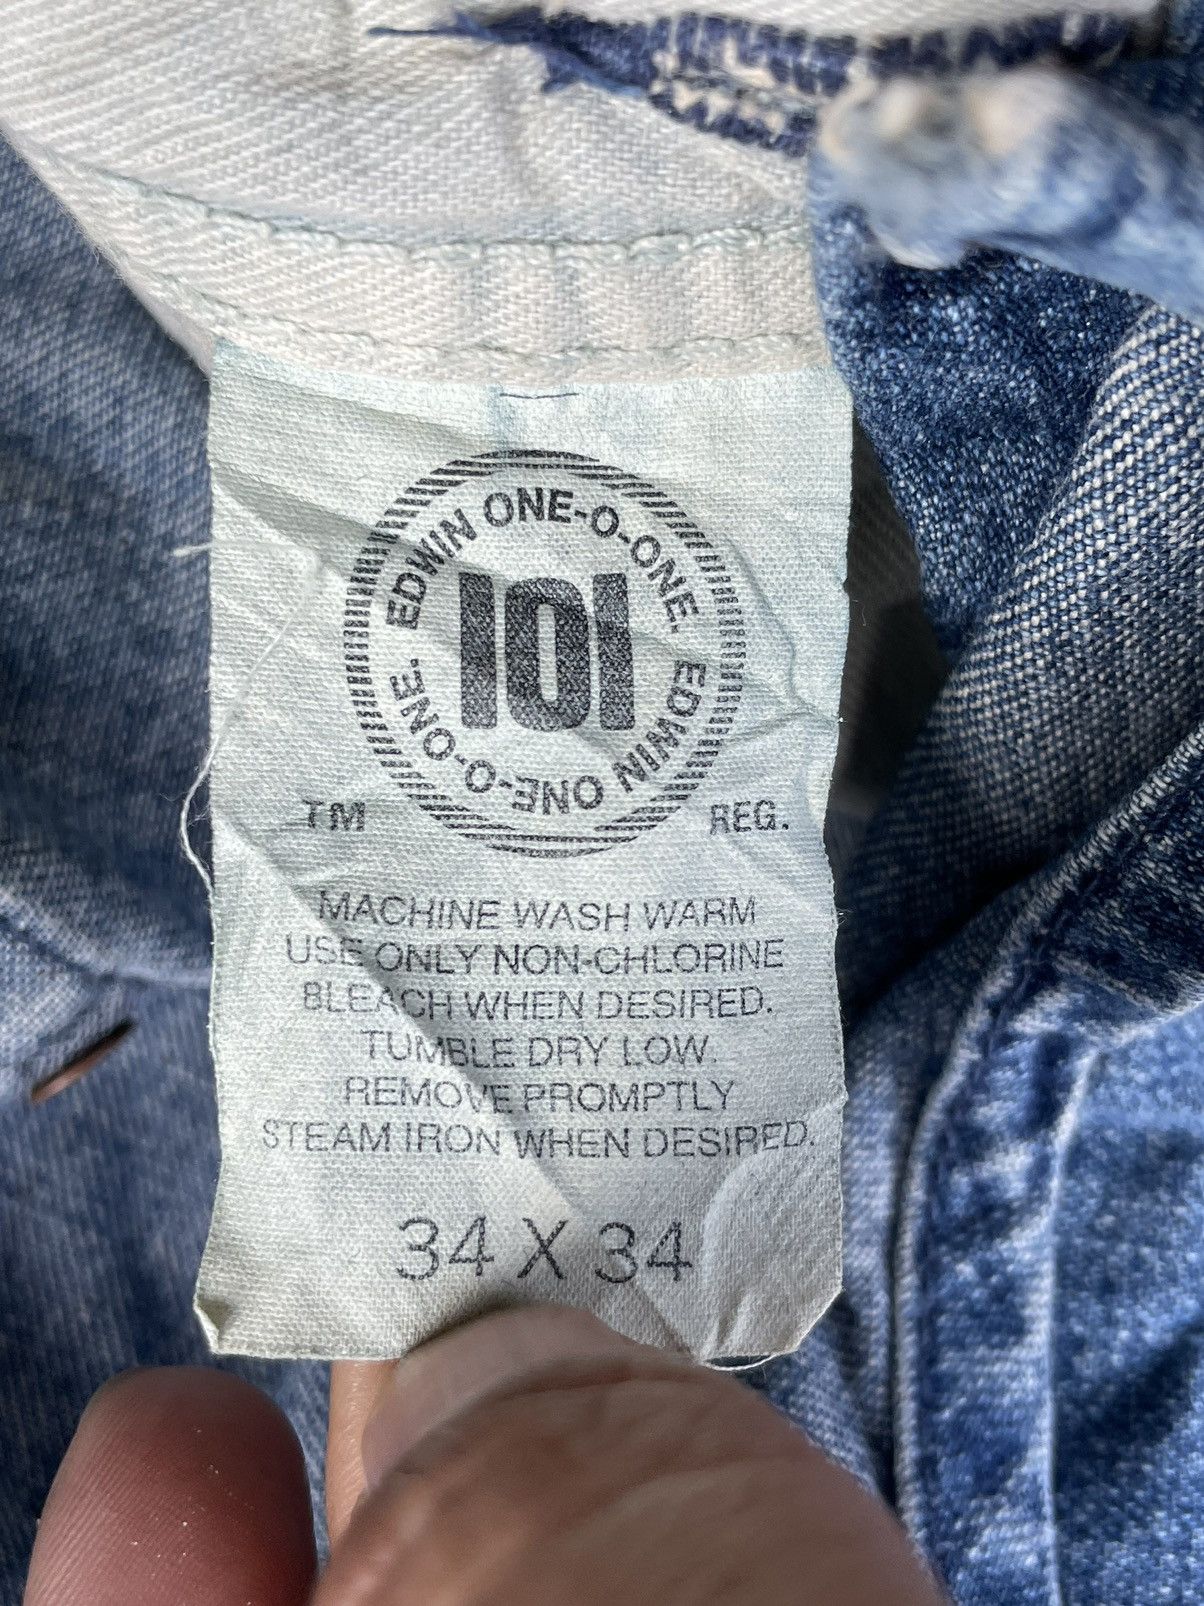 EDWIN ONE-O-ONE. EDWIN ONE-O-ONE.
101
TM REG.
MACHINE WASH WARM
USE ONLY NON-CHLORINE
BLEACH WHEN DESIRED.
TUMBLE DRY LOW.
REMOVE PROMPTLY
STEAM IRON WHEN DESIRED.
34 X 34